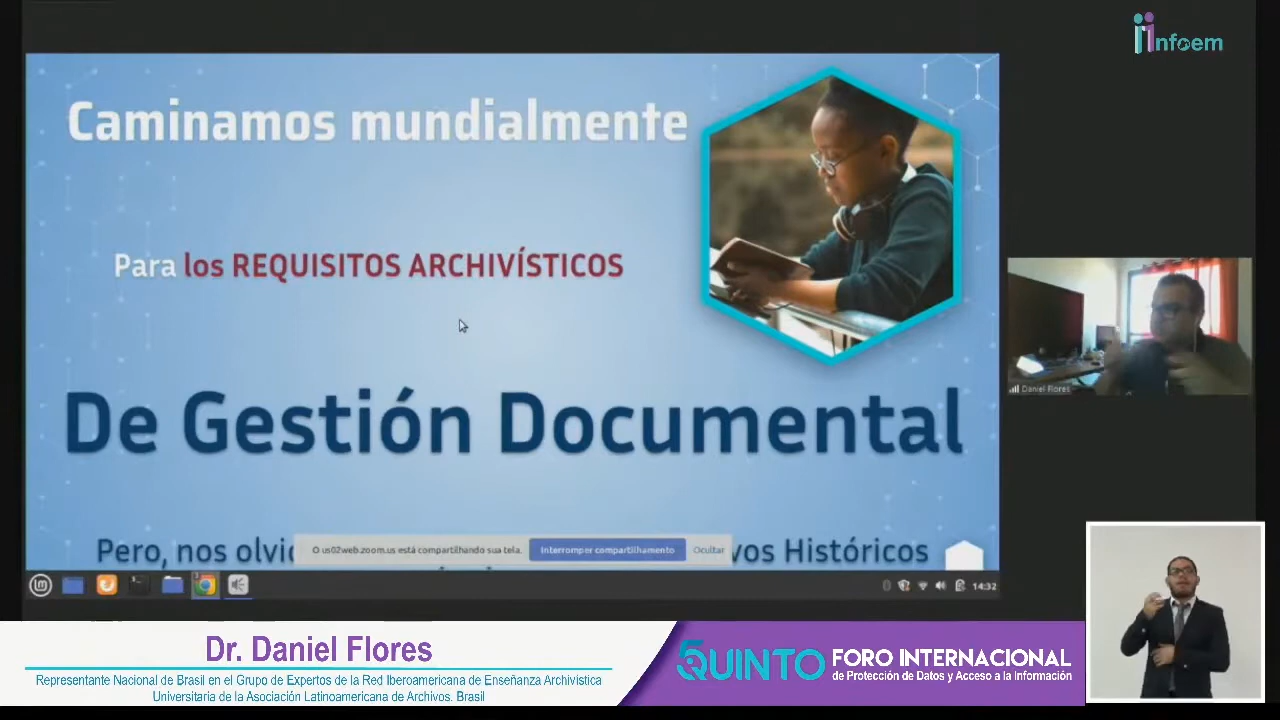 infoem
Caminamos mundialmente
Para los REQUISITOS ARCHIVÍSTICOS
De Gestión Documental
Pero, nos olvi vos Históricos
O us02web.zoom.us está compartilhando sua tela. Interromper compartilhamento Ocultar
Daniel Flores
14:32
Dr. Daniel Flores
Representante Nacional de Brasil en el Grupo de Expertos de la Red Iberoamericana de Enseñanza Archivística
Universitaria de la Asociación Latinoamericana de Archivos. Brasil
5 QUINTO FORO INTERNACIONAL
de Protección de Datos y Acceso a la Información